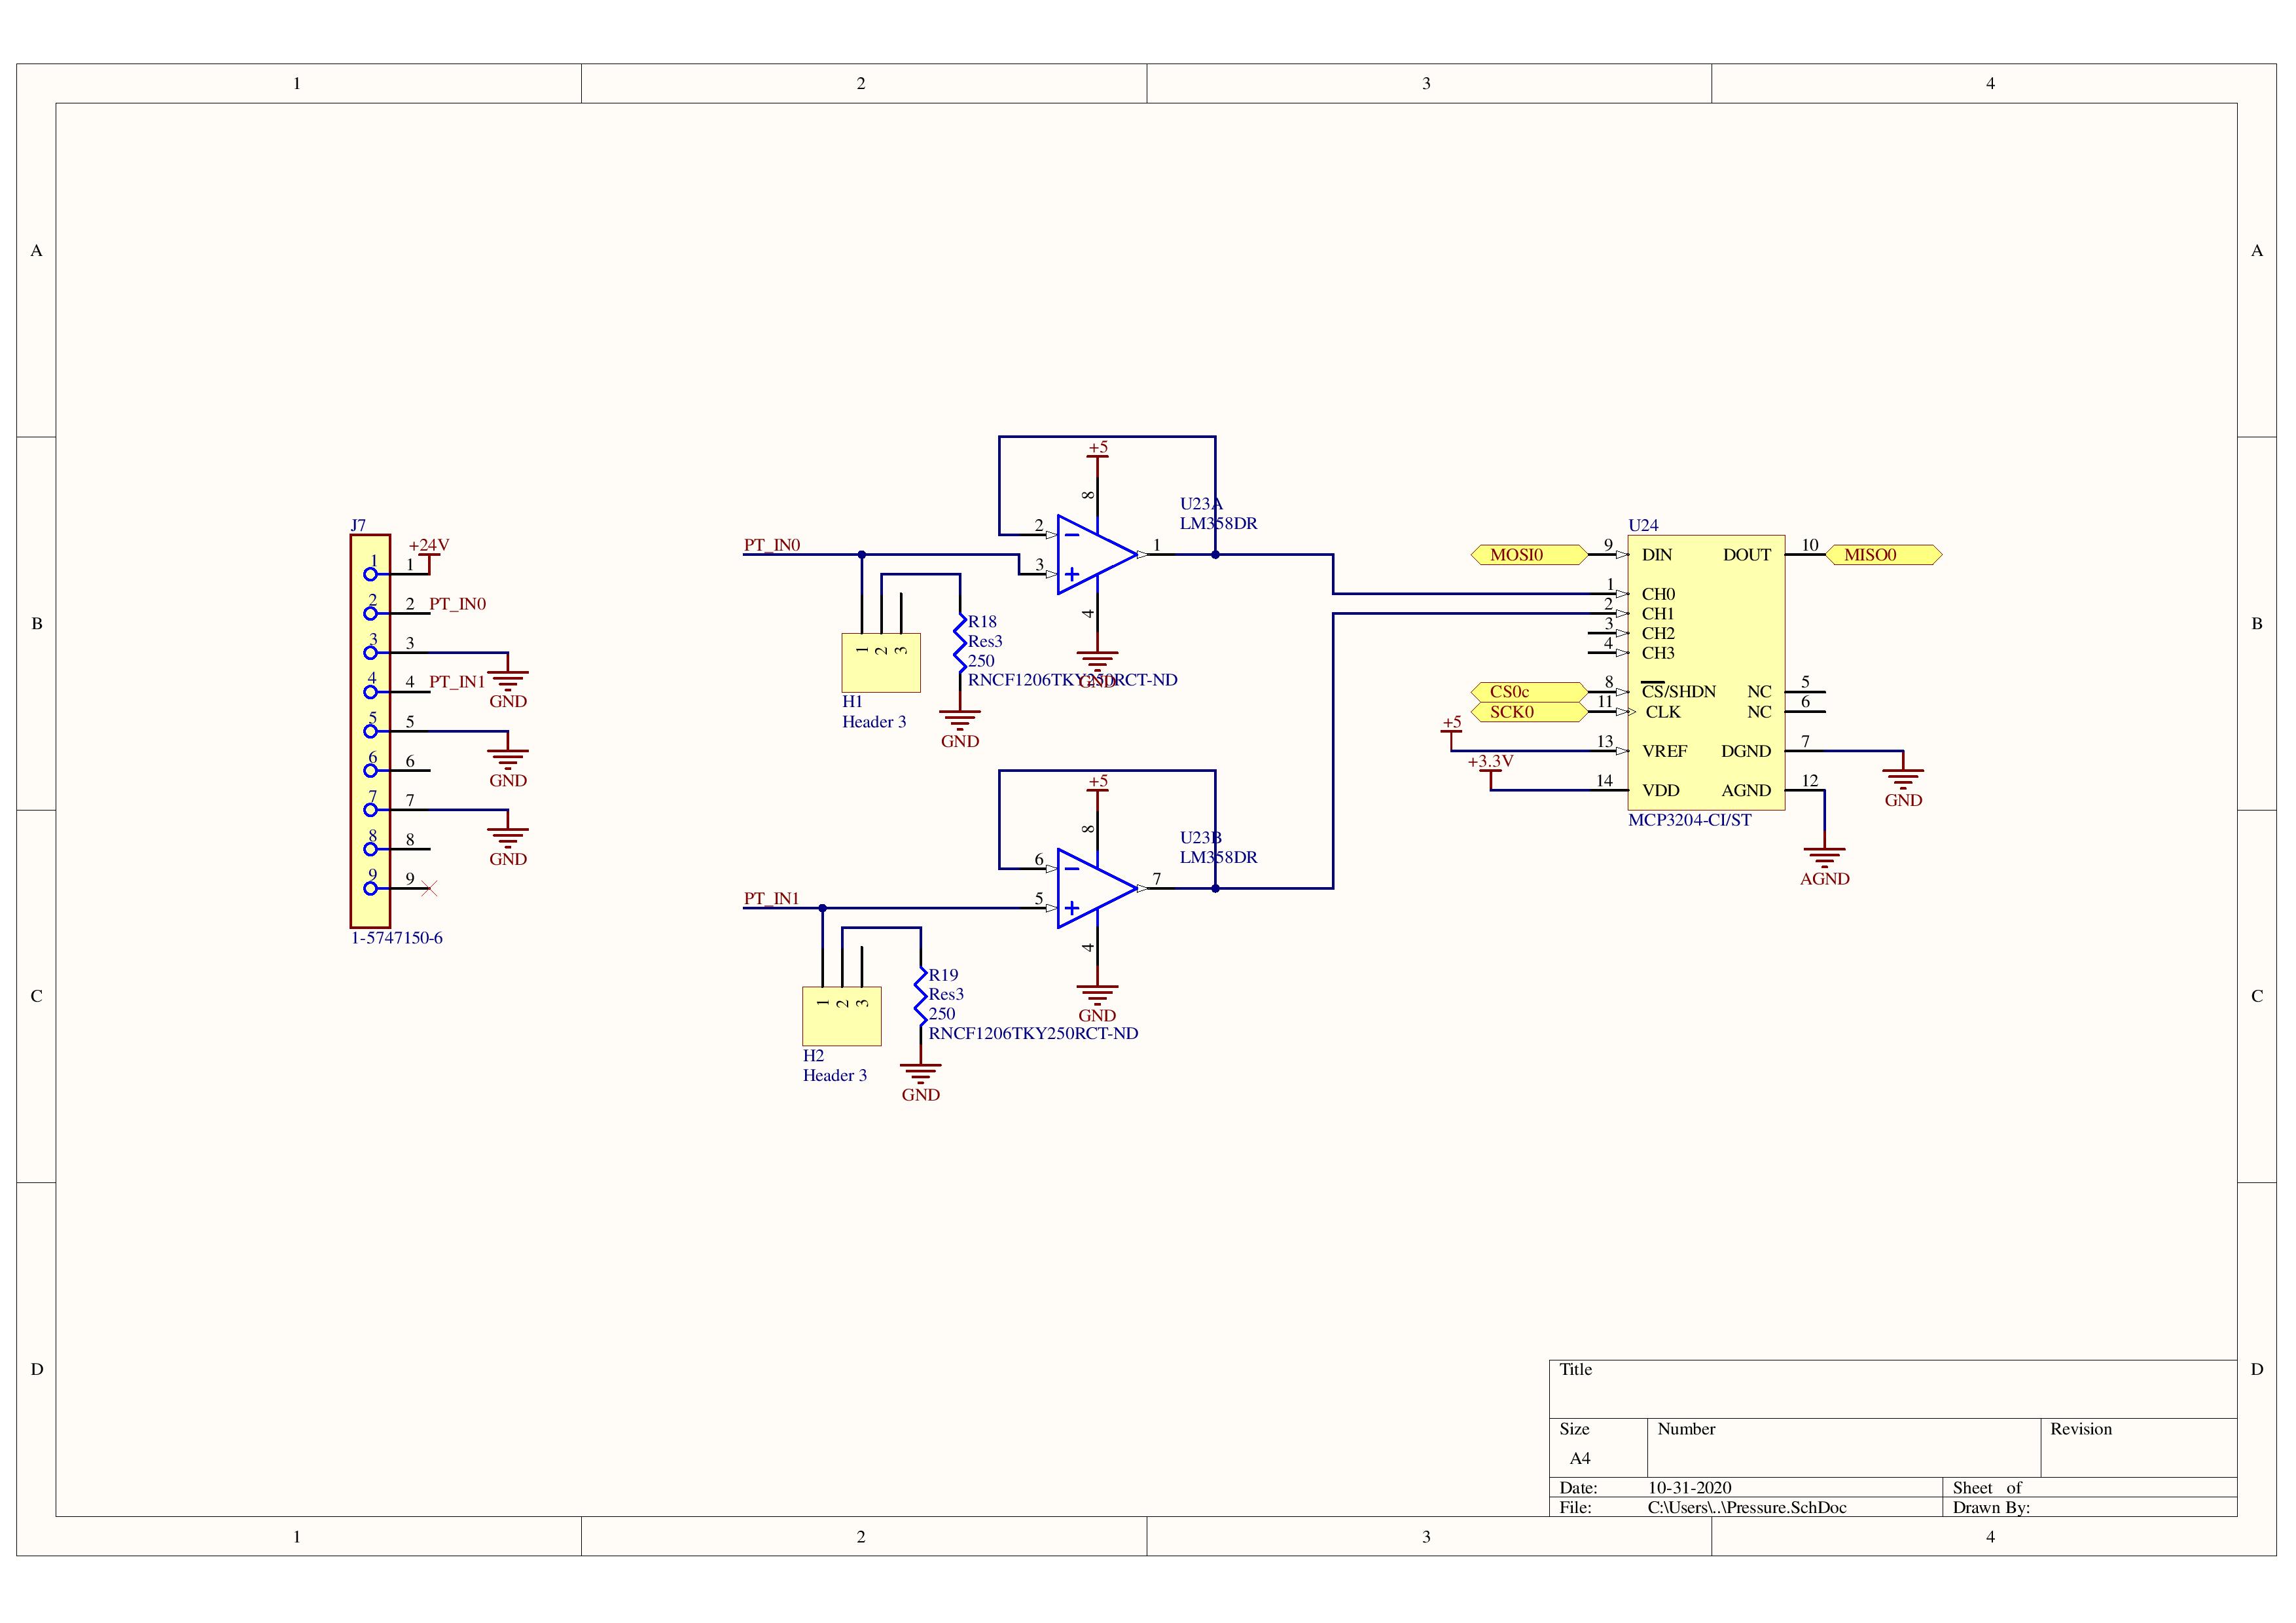 1 2 3 4
A A
B B
C C
D D
J7
1 1 +24V
2 2 PT_IN0
3 3
GND
4 4 PT_IN1
5 5
GND
6 6
7 7
GND
8 8
9 9
1-5747150-6
PT_IN0
1 2 3
H1
Header 3
R18
Res3
250
RNCF1206TKY250RCT-ND
GND
+5
8
2
3
1
4
GND
U23A
LM358DR
PT_IN1
1 2 3
H2
Header 3
R19
Res3
250
RNCF1206TKY250RCT-ND
GND
+5
8
6
5
7
4
GND
U23B
LM358DR
U24
MOSI0 9 DIN DOUT 10 MISO0
1 CH0
2 CH1
3 CH2
4 CH3
CS0c 8 CS/SHDN NC 5
SCK0 11 CLK NC 6
+5
13 VREF DGND 7
GND
+3.3V
14 VDD AGND 12
AGND
MCP3204-CI/ST
Title
Size Number Revision
A4
Date: 10-31-2020 Sheet of
File: C:\Users\..\Pressure.SchDoc Drawn By:
1 2 3 4